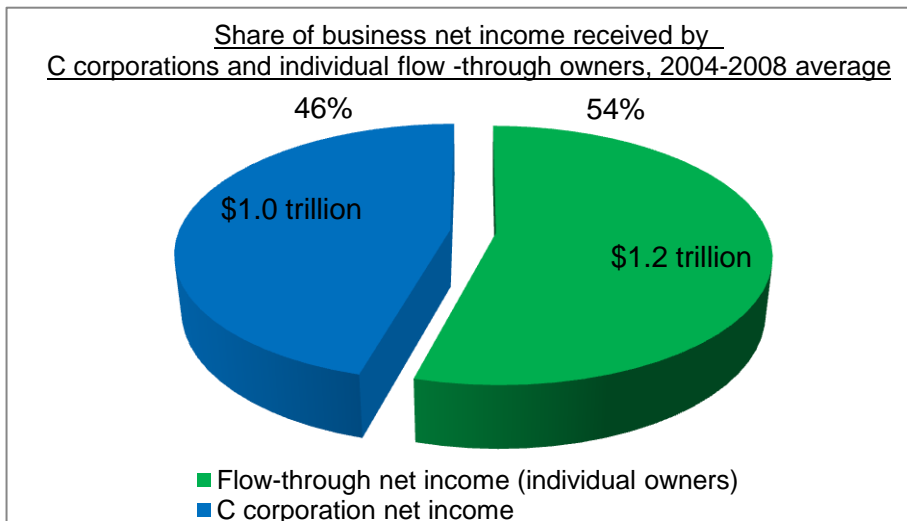 Share of business net income received by
C corporations and individual flow -through owners, 2004-2008 average
46% 54%
$1.0 trillion
$1.2 trillion
Flow-through net income (individual owners)
C corporation net income